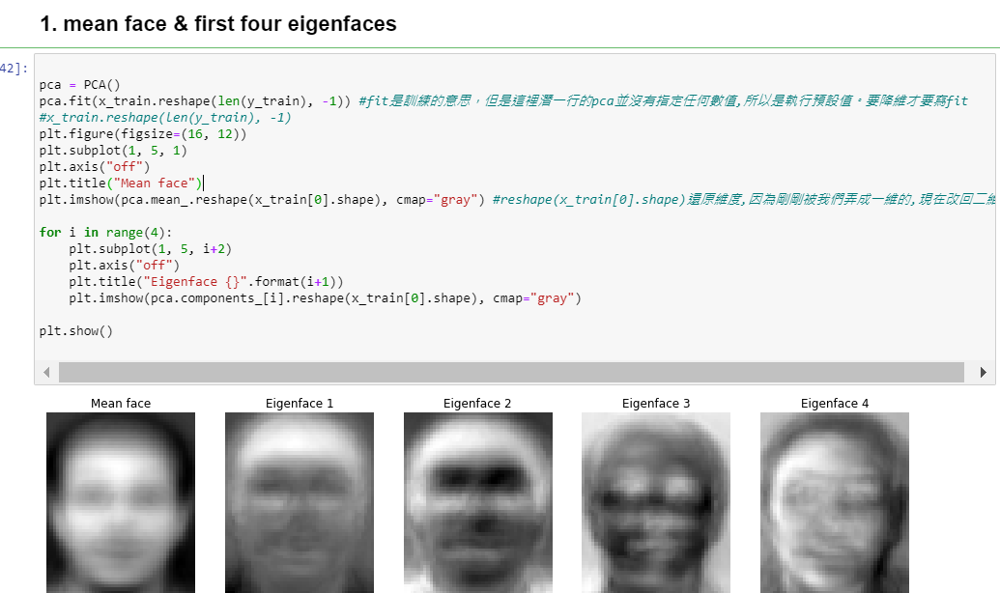 1. mean face & first four eigenfaces
42]:
pca = PCA()
pca.fit(x_train.reshape(len(y_train), -1)) #fit是訓練的意思，但是這裡潛一行的pca並沒有指定任何數值,所以是執行預設值。要降維才要寫fit
#x_train.reshape(len(y_train), -1)
plt.figure(figsize=(16, 12))
plt.subplot(1, 5, 1)
plt.axis("off")
plt.title("Mean face")
plt.imshow(pca.mean_.reshape(x_train[0].shape), cmap="gray") #reshape(x_train[0].shape)還原維度,因為剛剛被我們弄成一維的,現在改回二維
for i in range(4):
    plt.subplot(1, 5, i+2)
    plt.axis("off")
    plt.title("Eigenface {}".format(i+1))
    plt.imshow(pca.components_[i].reshape(x_train[0].shape), cmap="gray")
plt.show()
Mean face Eigenface 1 Eigenface 2 Eigenface 3 Eigenface 4